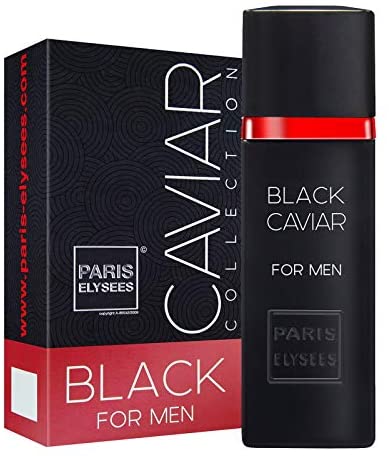 www.paris-elysees.com
CAVIAR
COLLECTION
©
PARIS
ELYSEES
BLACK
FOR MEN
BLACK
CAVIAR
FOR MEN
PARIS
ELYSEES